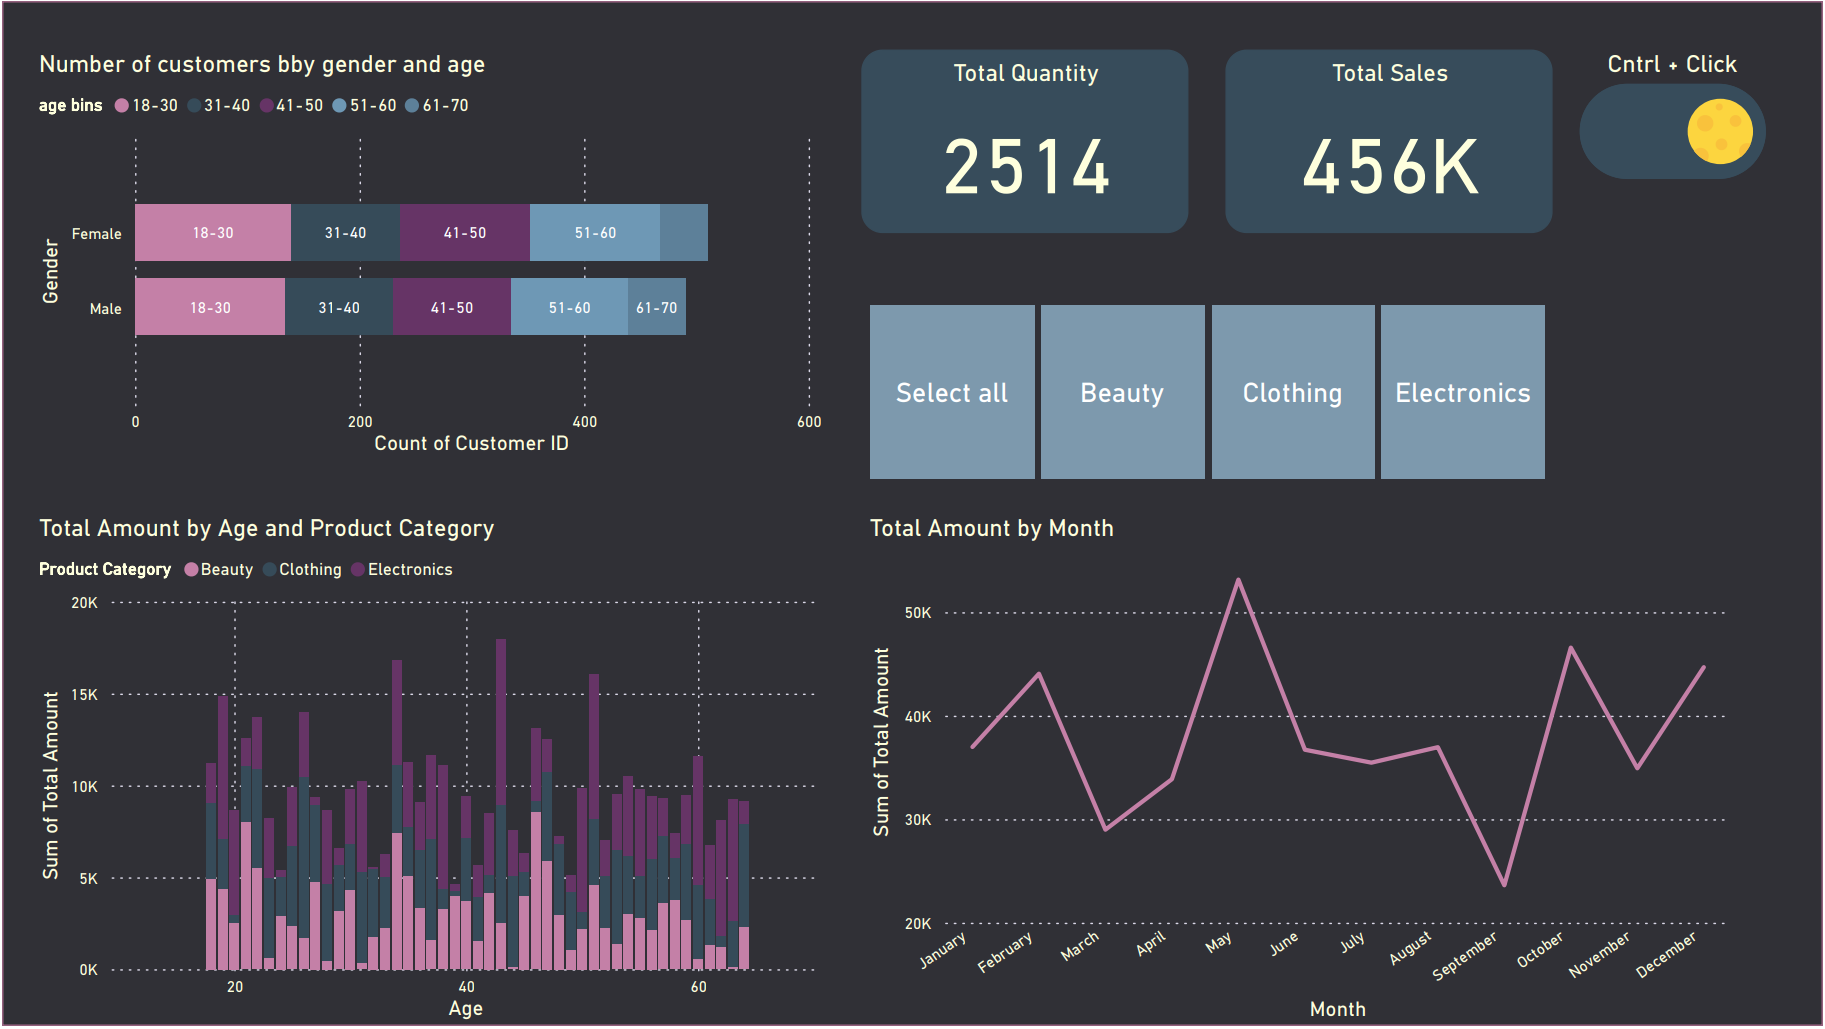 Number of customers bby gender and age
age bins 18-30 31-40 41-50 51-60 61-70
Gender
Female
18-30 31-40 41-50 51-60
Male
18-30 31-40 41-50 51-60 61-70
0 200 400 600
Count of Customer ID
Total Quantity
2514
Total Sales
456K
Cntrl + Click
Select all
Beauty
Clothing
Electronics
Total Amount by Age and Product Category
Product Category Beauty Clothing Electronics
Sum of Total Amount
20K
15K
10K
5K
0K
20 40 60
Age
Total Amount by Month
Sum of Total Amount
50K
40K
30K
20K
January February March April May June July August September October November December
Month